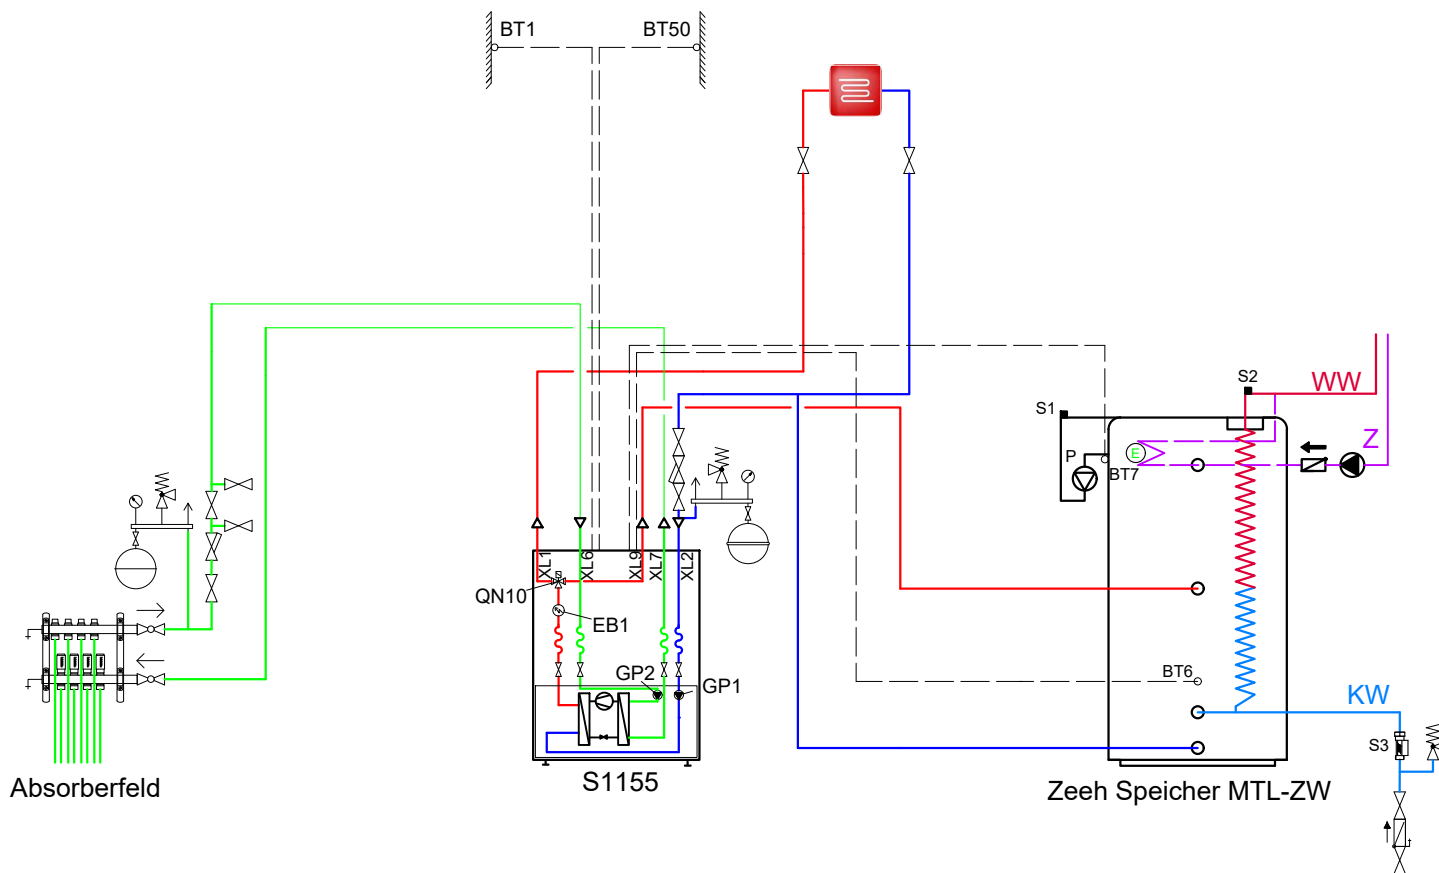 BT1
BT50
S2
WW
S1
Z
P
E
BT7
XL1
XL6
XL9
XL7
XL2
QN10
EB1
GP2
GP1
BT6
KW
S3
Absorberfeld
S1155
Zeeh Speicher MTL-ZW